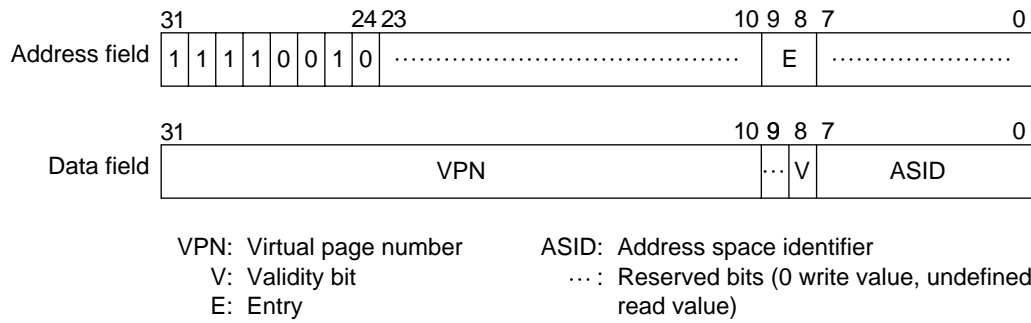 31 24 23 10 9 8 7 0
Address field 1 1 1 1 0 0 1 0 ........................................ E ......................
31 10 9 8 7 0
Data field VPN ... V ASID
VPN: Virtual page number ASID: Address space identifier
V: Validity bit ... : Reserved bits (0 write value, undefined
E: Entry read value)